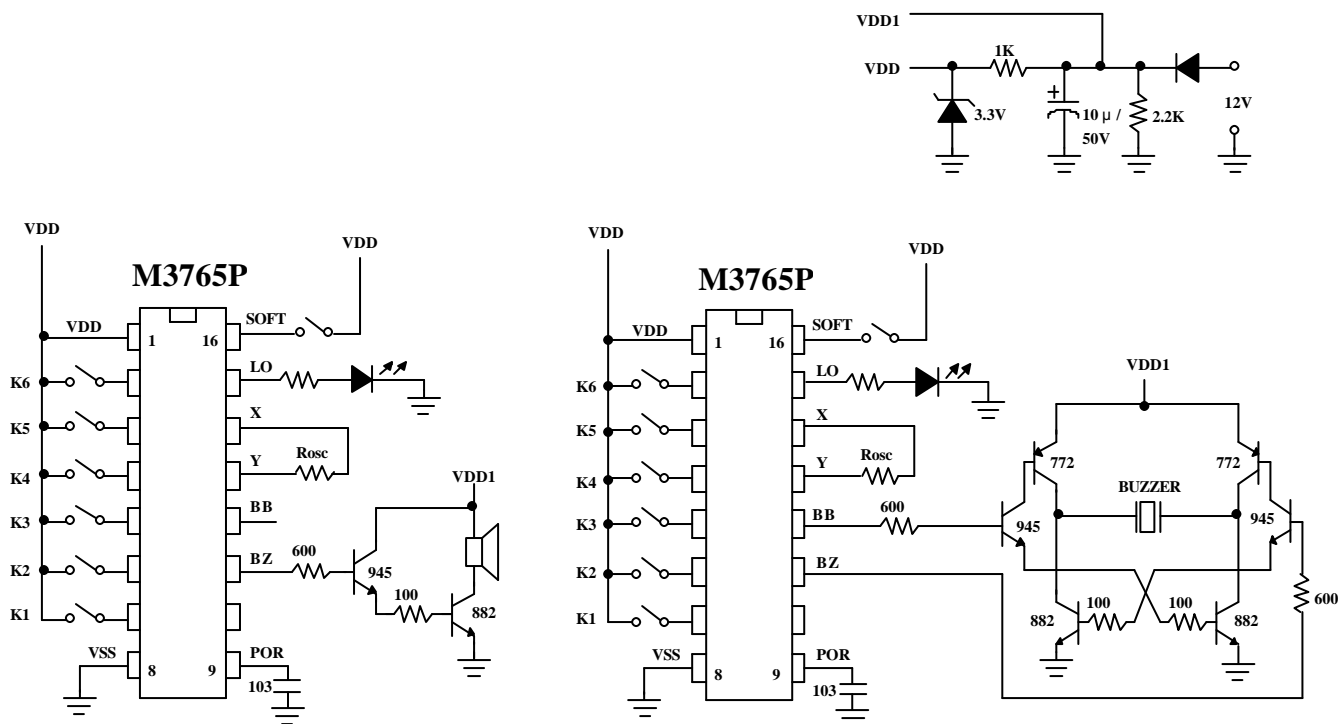 VDD1
VDD
1K
3.3V
10μ /
50V
2.2K
12V
VDD
VDD
M3765P
VDD
1
16
SOFT
K6
LO
K5
X
K4
Y
Rosc
K3
BB
K2
BZ
K1
VSS
8
9
POR
103
600
945
100
882
VDD1
VDD
VDD
M3765P
VDD
1
16
SOFT
K6
LO
K5
X
K4
Y
Rosc
K3
BB
600
K2
BZ
K1
VSS
8
9
POR
103
VDD1
772
772
BUZZER
945
945
100
100
882
882
600